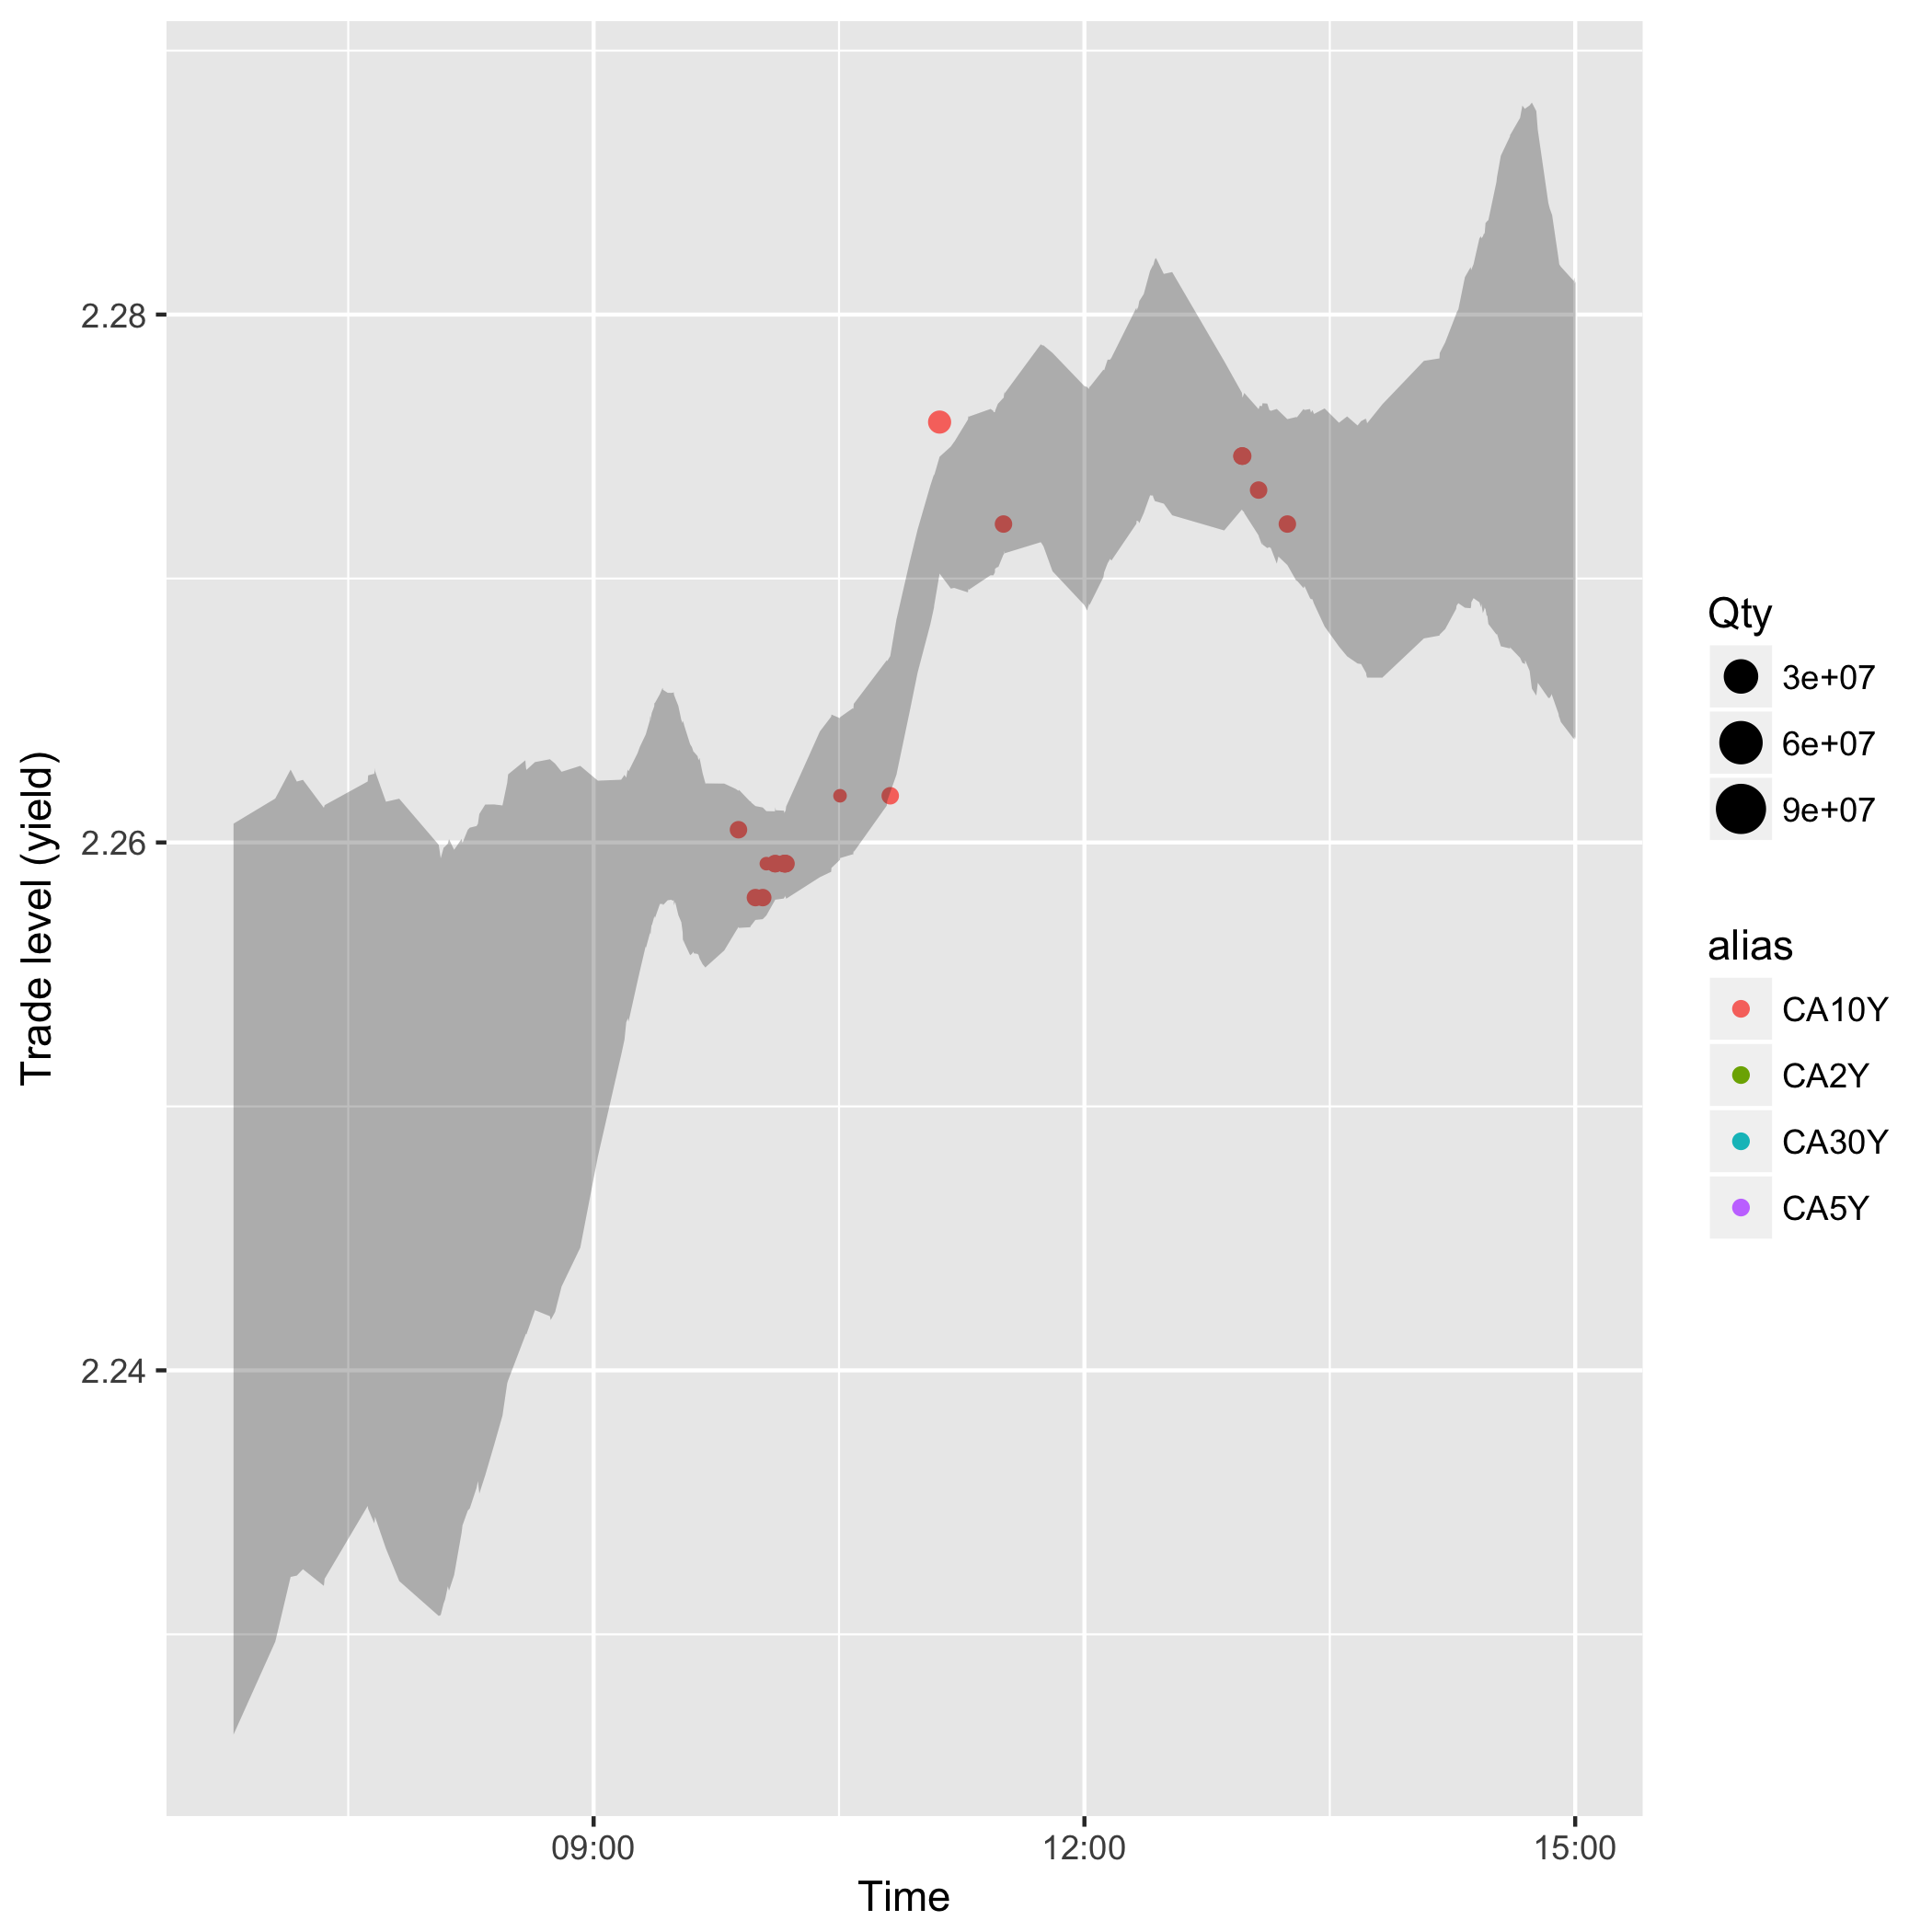 2.28
2.26
2.24
Trade level (yield)
09:00
12:00
15:00
Time
Qty
3e+07
6e+07
9e+07
alias
CA10Y
CA2Y
CA30Y
CA5Y